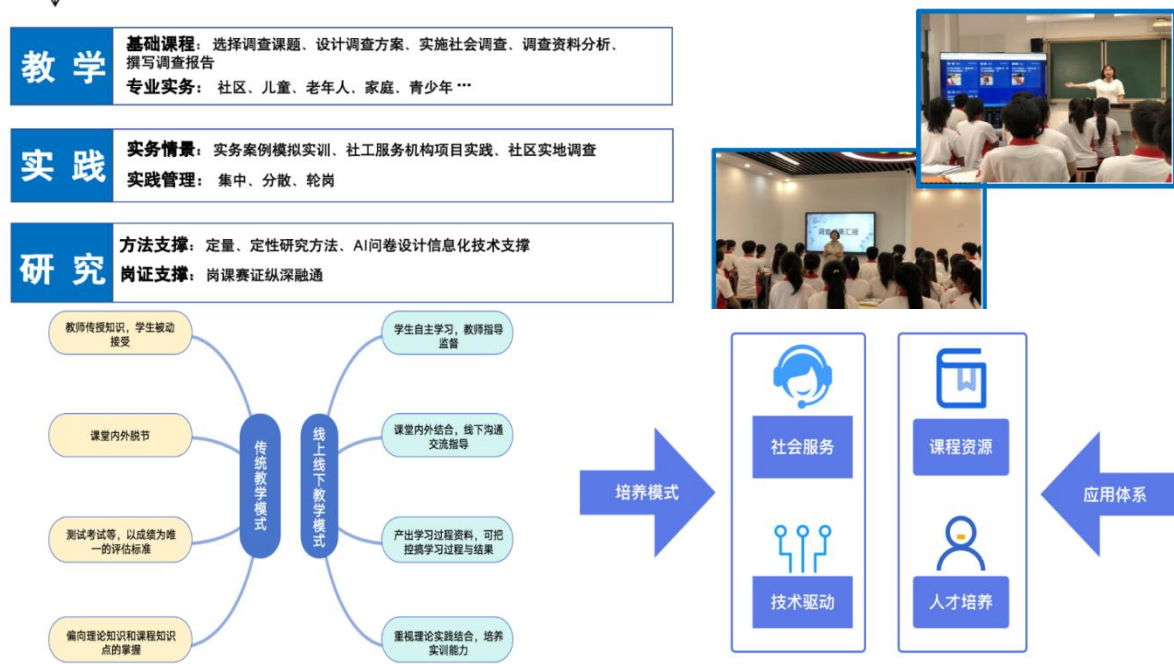 教 学
基础课程：选择调查课题、设计调查方案、实施社会调查、调查资料分析、
撰写调查报告
专业实务： 社区、儿童、老年人、家庭、青少年 ···
实 践
实务情景：实务案例模拟实训、社工服务机构项目实践、社区实地调查
实践管理： 集中、分散、轮岗
研 究
方法支撑：定量、定性研究方法、AI问卷设计信息化技术支撑
岗证支撑：岗课赛证纵深融通
教师传授知识，学生被动
接受
课堂内外脱节
测试考试等，以成绩为唯
一的评估标准
偏向理论知识和课程知识
点的掌握
传统教学模式
线上线下教学模式
学生自主学习，教师指导
监督
课堂内外结合，线下沟通
交流指导
产出学习过程资料，可把
控搞学习过程与结果
重视理论实践结合，培养
实训能力
培养模式
社会服务
技术驱动
课程资源
人才培养
应用体系